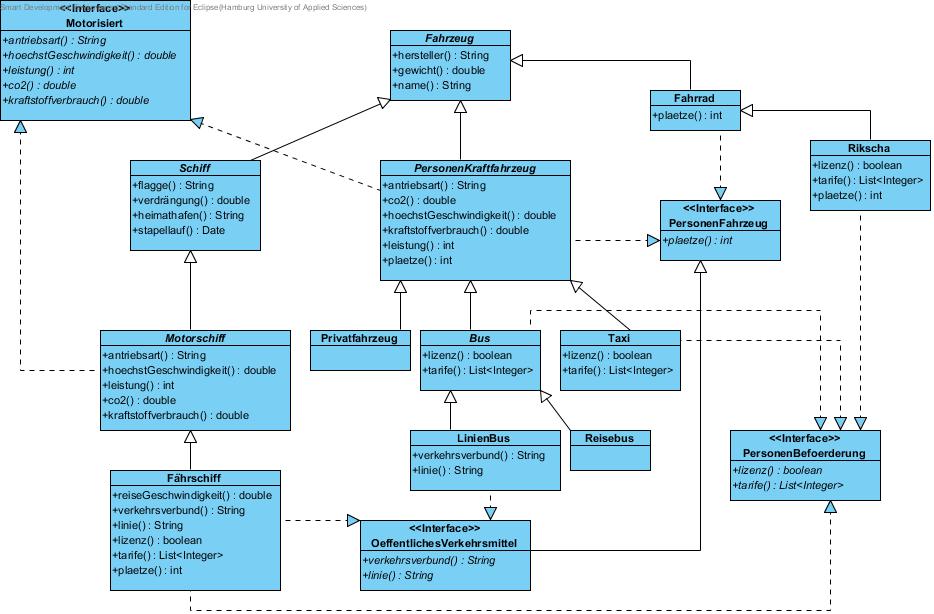 Smart Development Standard Edition for Eclipse(Hamburg University of Applied Sciences)
<<Interface>>
Motorisiert
+antriebsart() : String
+hoechstGeschwindigkeit() : double
+leistung() : int
+co2() : double
+kraftstoffverbrauch() : double
Fahrzeug
+hersteller() : String
+gewicht() : double
+name() : String
Fahrrad
+plaetze() : int
Rikscha
+lizenz() : boolean
+tarife() : List<Integer>
+plaetze() : int
Schiff
+flagge() : String
+verdrängung() : double
+heimathafen() : String
+stapellauf() : Date
PersonenKraftfahrzeug
+antriebsart() : String
+co2() : double
+hoechstGeschwindigkeit() : double
+kraftstoffverbrauch() : double
+leistung() : int
+plaetze() : int
<<Interface>>
PersonenFahrzeug
+plaetze() : int
Motorschiff
+antriebsart() : String
+hoechstGeschwindigkeit() : double
+leistung() : int
+co2() : double
+kraftstoffverbrauch() : double
Privatfahrzeug
Bus
+lizenz() : boolean
+tarife() : List<Integer>
Taxi
+lizenz() : boolean
+tarife() : List<Integer>
LinienBus
+verkehrsverbund() : String
+linie() : String
Reisebus
<<Interface>>
PersonenBefoerderung
+lizenz() : boolean
+tarife() : List<Integer>
Fährschiff
+reiseGeschwindigkeit() : double
+verkehrsverbund() : String
+linie() : String
+lizenz() : boolean
+tarife() : List<Integer>
+plaetze() : int
<<Interface>>
OeffentlichesVerkehrsmittel
+verkehrsverbund() : String
+linie() : String